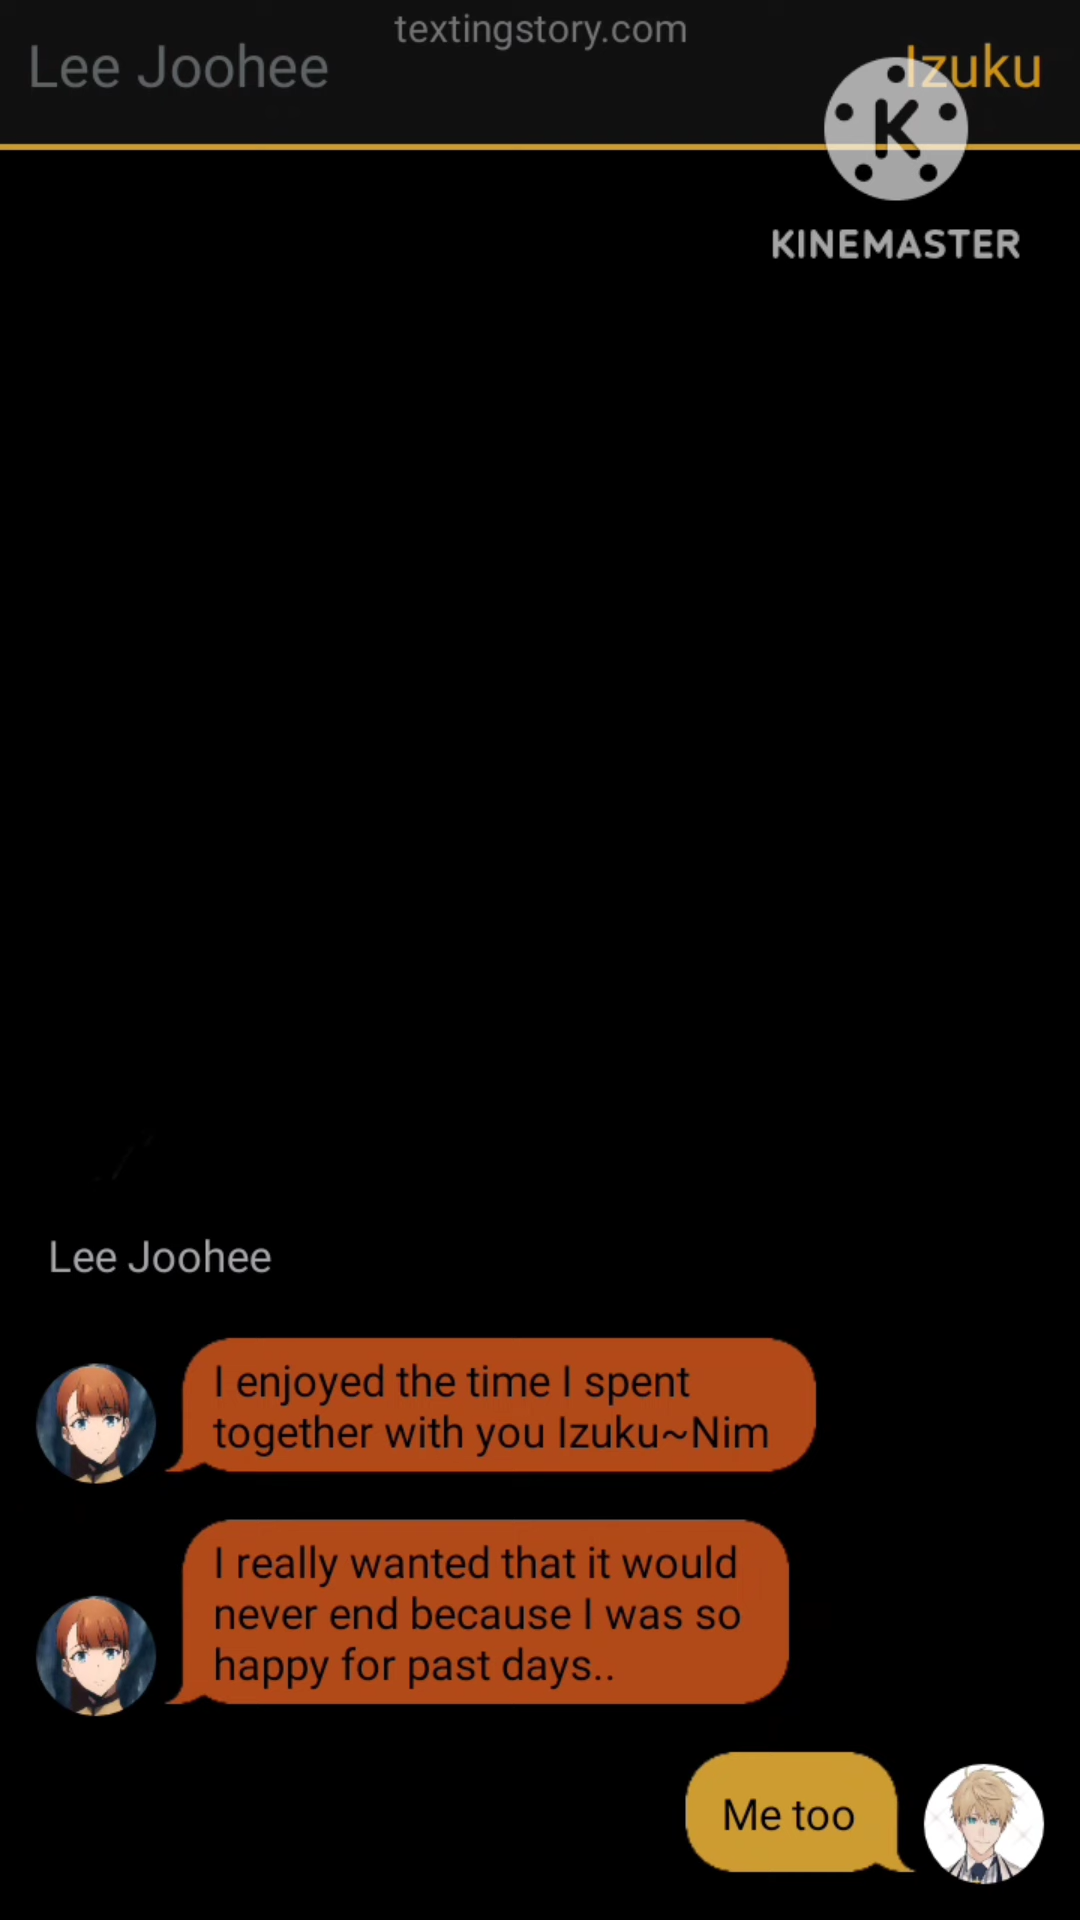 textingstory.com
Lee Joohee
Izuku
K
KINEMASTER
Lee Joohee
I enjoyed the time I spent
together with you Izuku~Nim
I really wanted that it would
never end because I was so
happy for past days..
Me too